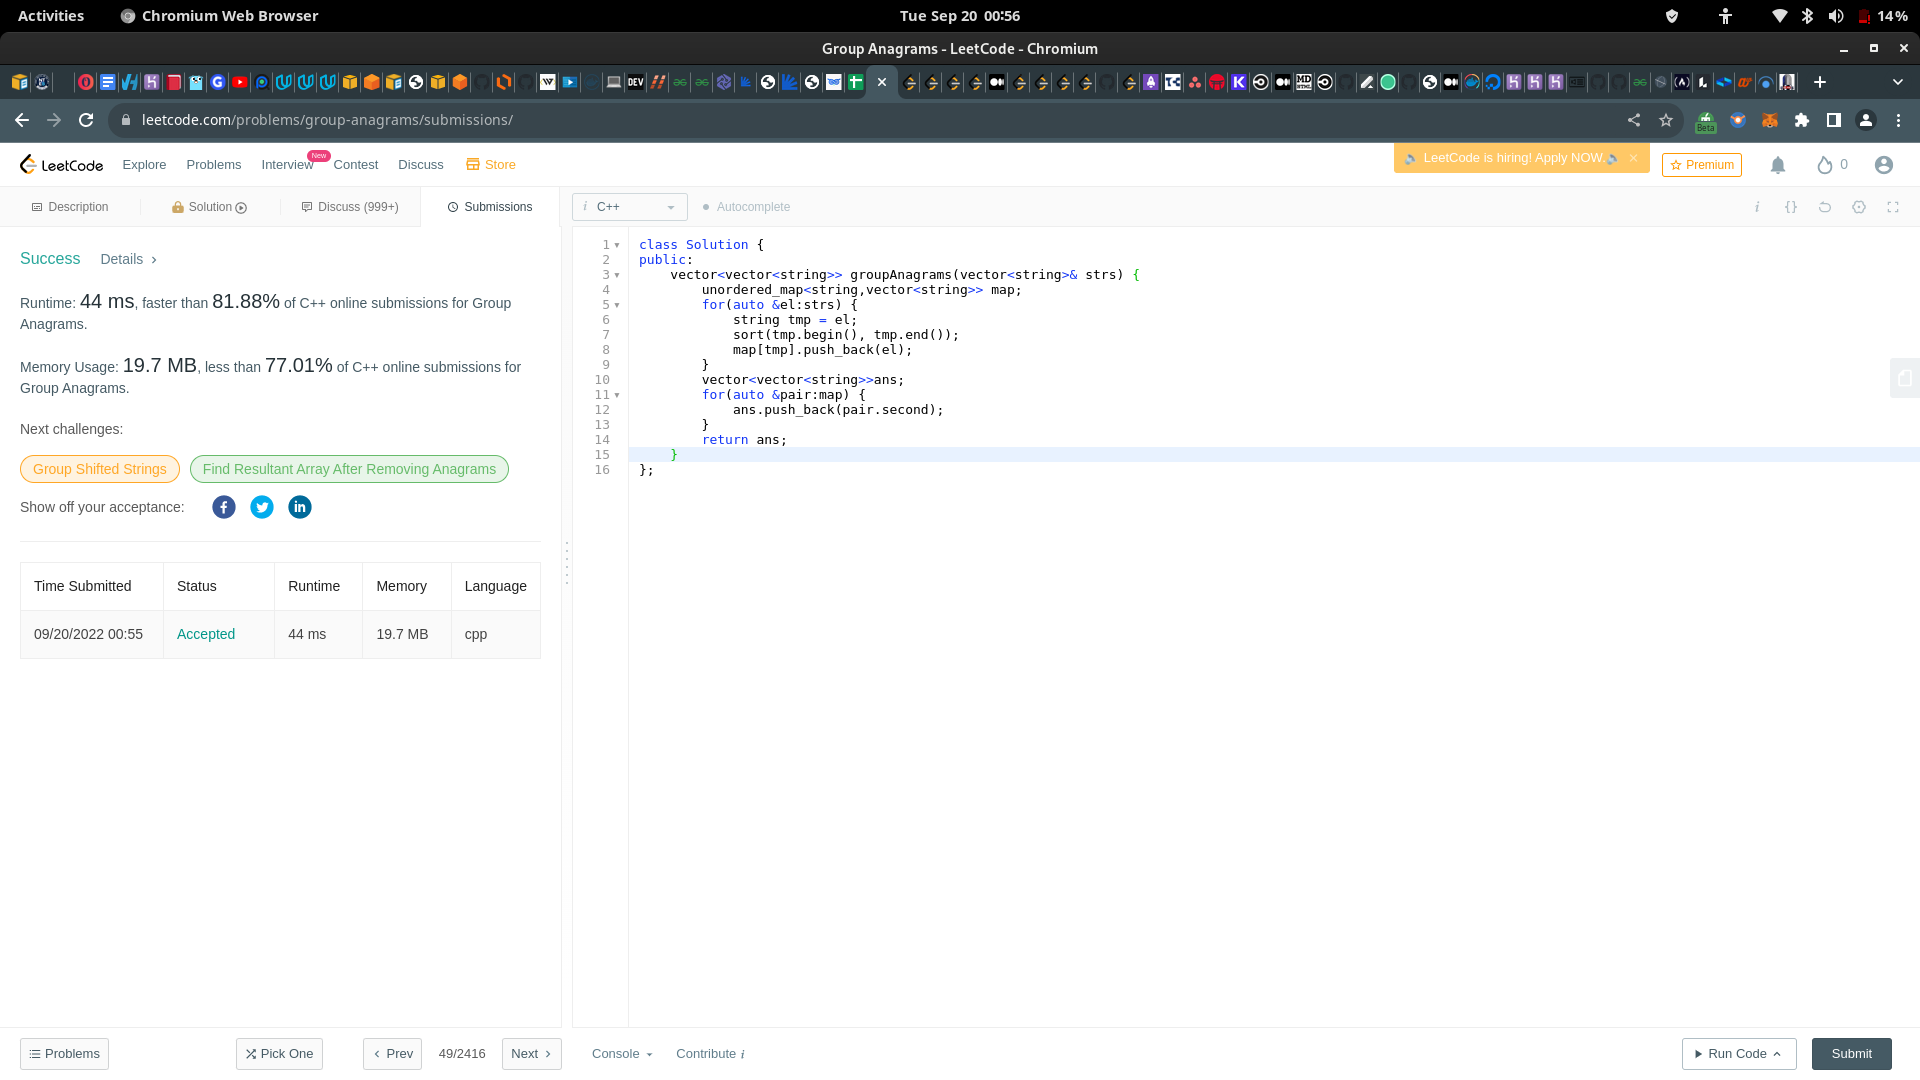 Activities Chromium Web Browser Tue Sep 20 00:56 14%
Group Anagrams - LeetCode - Chromium
leetcode.com/problems/group-anagrams/submissions/ Beta
LeetCode Explore Problems Interview New Contest Discuss Store LeetCode is hiring! Apply NOW. Premium 0
Description Solution Discuss (999+) Submissions i C++ Autocomplete i {}
Success Details
Runtime: 44 ms, faster than 81.88% of C++ online submissions for Group
Anagrams.
Memory Usage: 19.7 MB, less than 77.01% of C++ online submissions for
Group Anagrams.
Next challenges:
Group Shifted Strings Find Resultant Array After Removing Anagrams
Show off your acceptance:
Time Submitted Status Runtime Memory Language
09/20/2022 00:55 Accepted 44 ms 19.7 MB cpp
1 class Solution {
2 public:
3 vector<vector<string>> groupAnagrams(vector<string>& strs) {
4 unordered_map<string,vector<string>> map;
5 for(auto &el:strs) {
6 string tmp = el;
7 sort(tmp.begin(), tmp.end());
8 map[tmp].push_back(el);
9 }
10 vector<vector<string>>ans;
11 for(auto &pair:map) {
12 ans.push_back(pair.second);
13 }
14 return ans;
15 }
16 };
Problems Pick One Prev 49/2416 Next Console Contribute i Run Code Submit